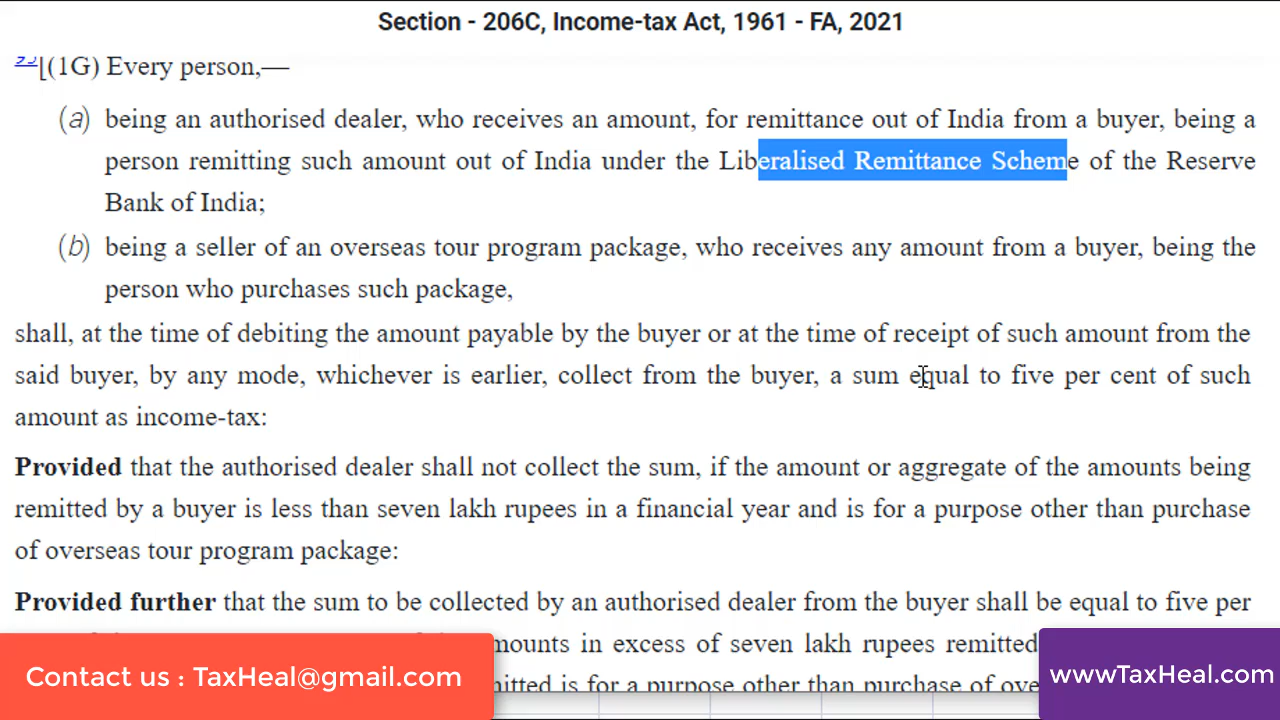 Section - 206C, Income-tax Act, 1961 - FA, 2021
[(1G) Every person,—
(a) being an authorised dealer, who receives an amount, for remittance out of India from a buyer, being a
person remitting such amount out of India under the Liberalised Remittance Scheme of the Reserve
Bank of India;
(b) being a seller of an overseas tour program package, who receives any amount from a buyer, being the
person who purchases such package,
shall, at the time of debiting the amount payable by the buyer or at the time of receipt of such amount from the
said buyer, by any mode, whichever is earlier, collect from the buyer, a sum equal to five per cent of such
amount as income-tax:
Provided that the authorised dealer shall not collect the sum, if the amount or aggregate of the amounts being
remitted by a buyer is less than seven lakh rupees in a financial year and is for a purpose other than purchase
of overseas tour program package:
Provided further that the sum to be collected by an authorised dealer from the buyer shall be equal to five per
amounts in excess of seven lakh rupees remitted
is for a purpose other than purchase of
Contact us : TaxHeal@gmail.com
www.TaxHeal.com